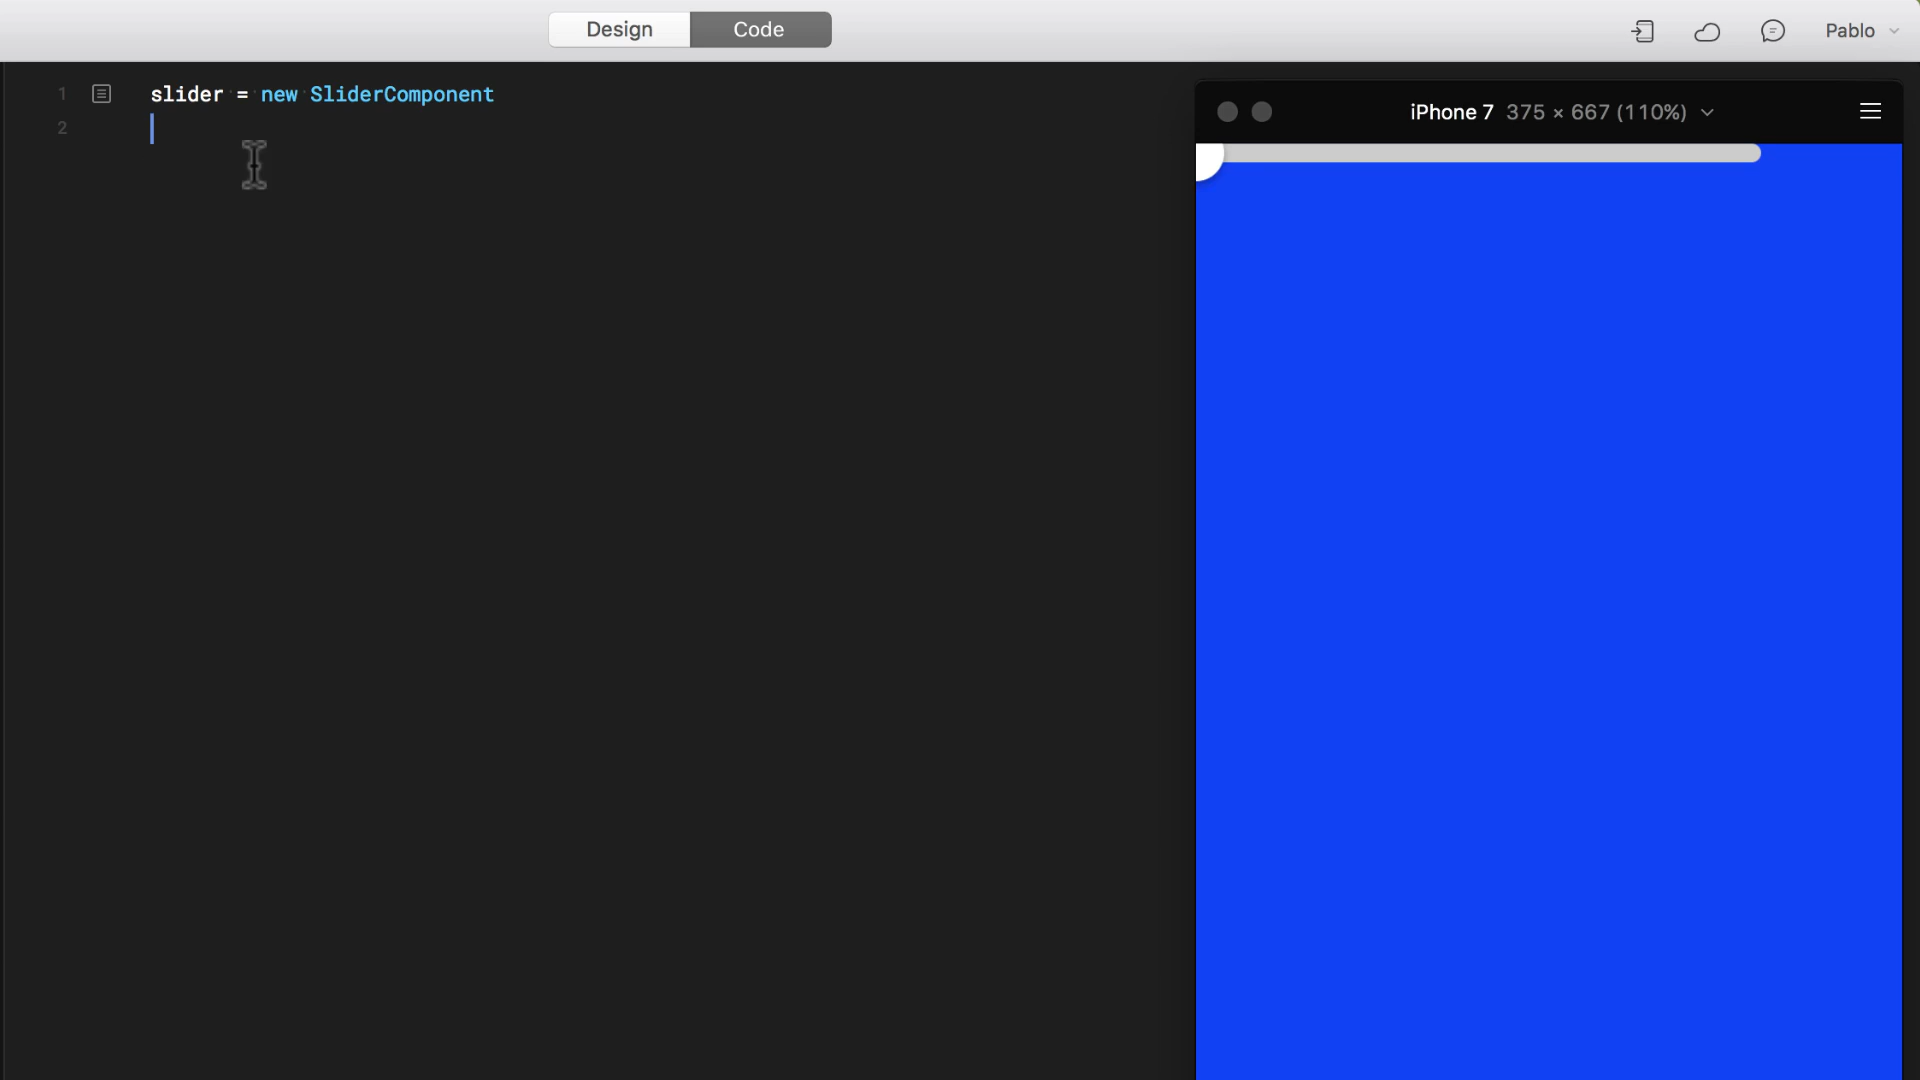 Design Code Pablo
1 slider = new SliderComponent
2
iPhone 7 375 × 667 (110%)